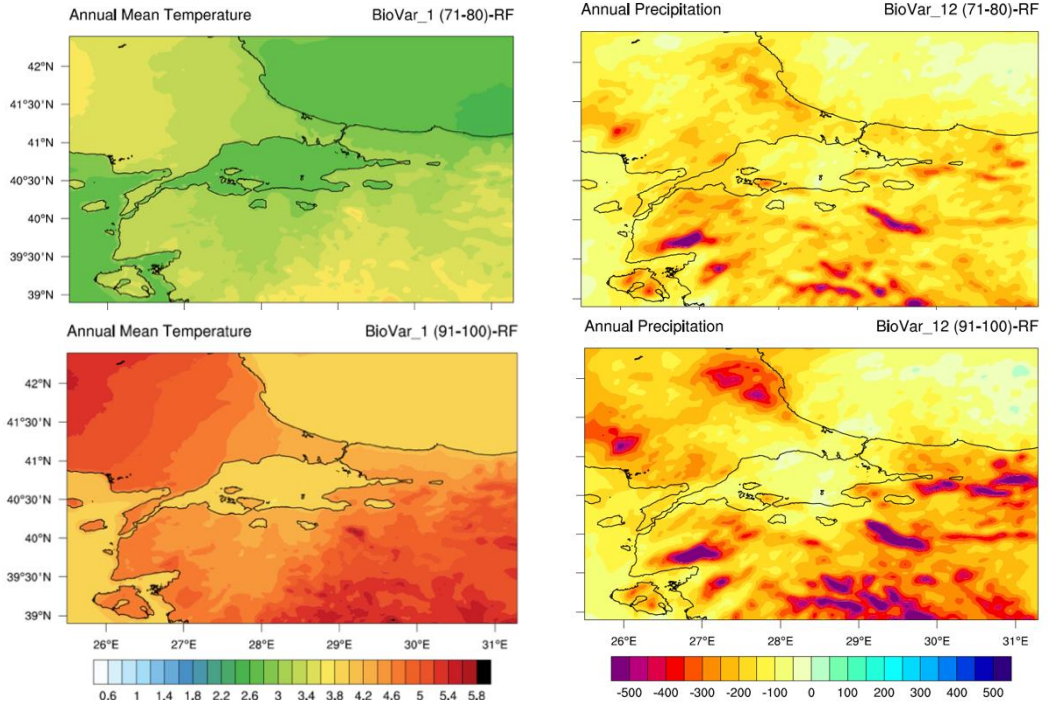 Annual Mean Temperature BioVar_1 (71-80)-RF
42°N
41°30'N
41°N
40°30'N
40°N
39°30'N
39°N
Annual Precipitation BioVar_12 (71-80)-RF
Annual Mean Temperature BioVar_1 (91-100)-RF
42°N
41°30'N
41°N
40°30'N
40°N
39°30'N
39°N
26°E 27°E 28°E 29°E 30°E 31°E
0.6 1 1.4 1.8 2.2 2.6 3 3.4 3.8 4.2 4.6 5 5.4 5.8
Annual Precipitation BioVar_12 (91-100)-RF
26°E 27°E 28°E 29°E 30°E 31°E
-500 -400 -300 -200 -100 0 100 200 300 400 500